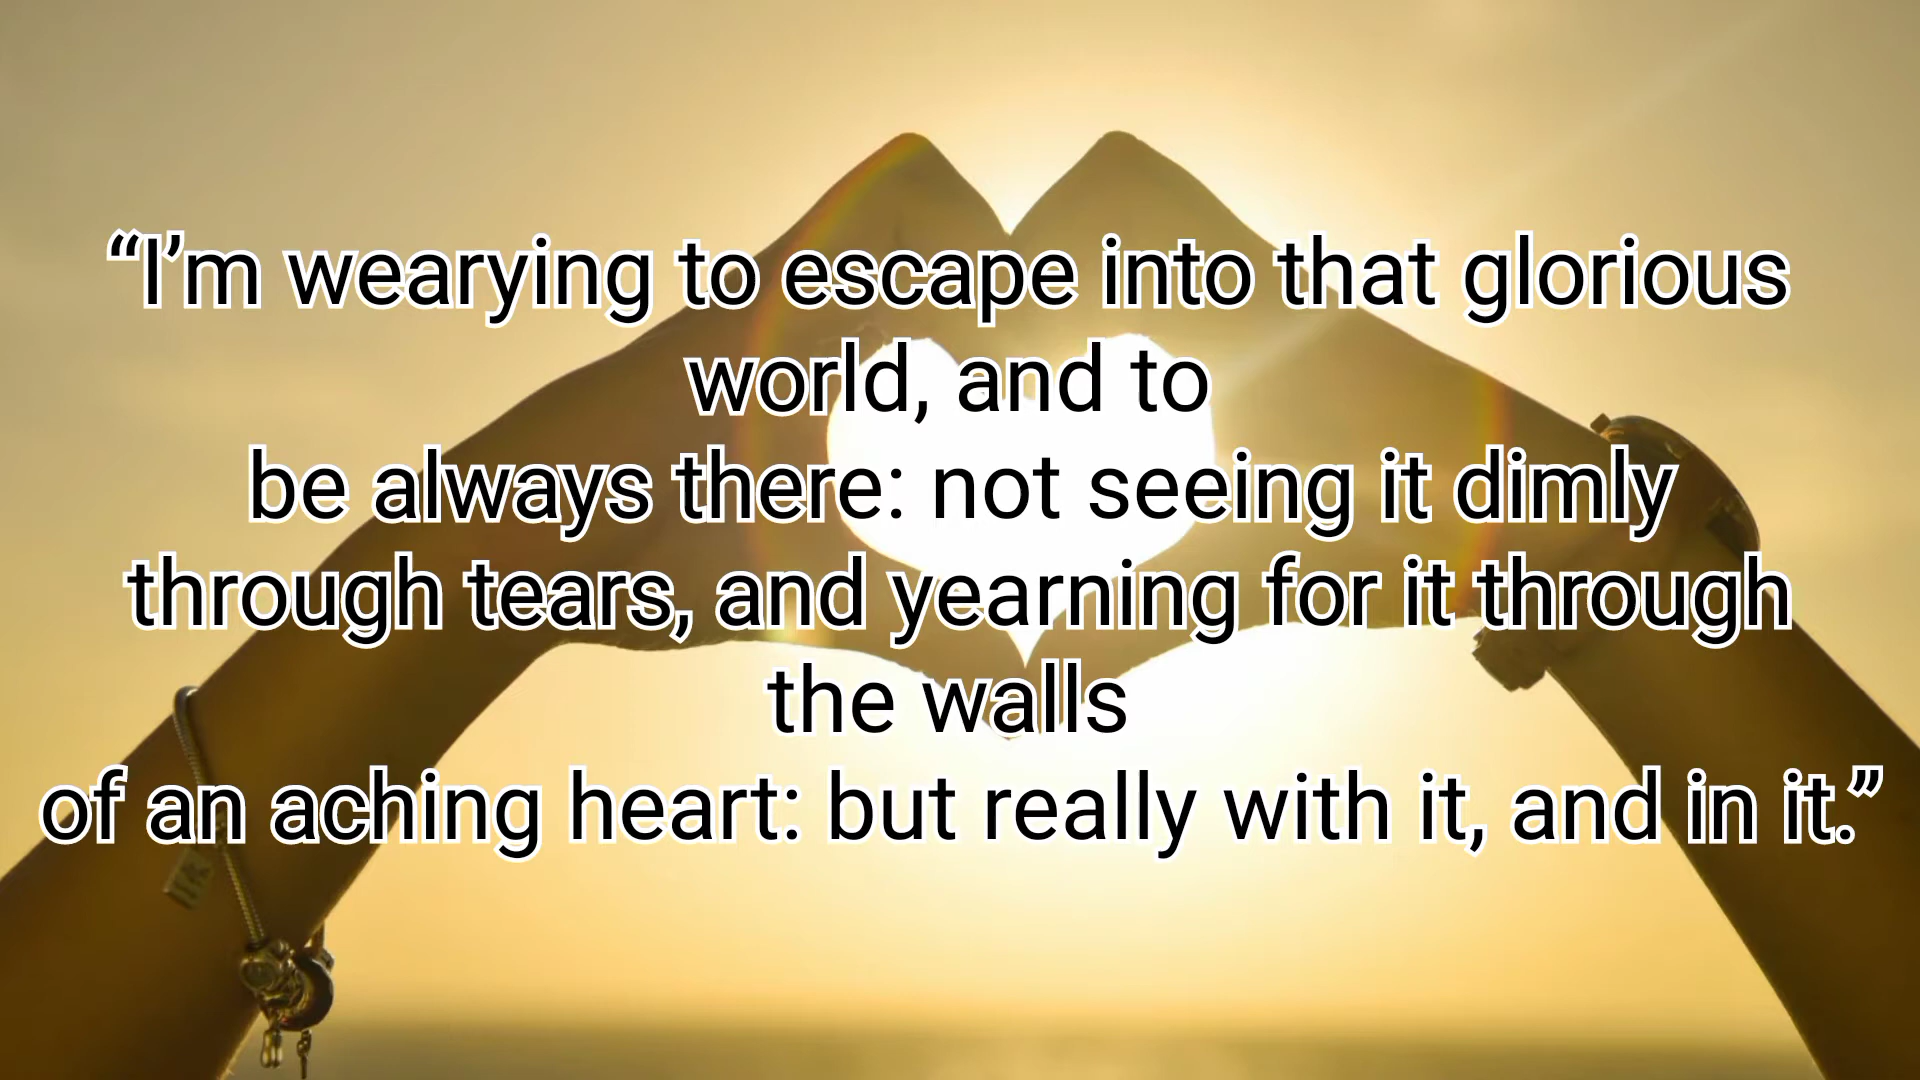 “I’m wearying to escape into that glorious
world, and to
be always there: not seeing it dimly
through tears, and yearning for it through
the walls
of an aching heart: but really with it, and in it.”